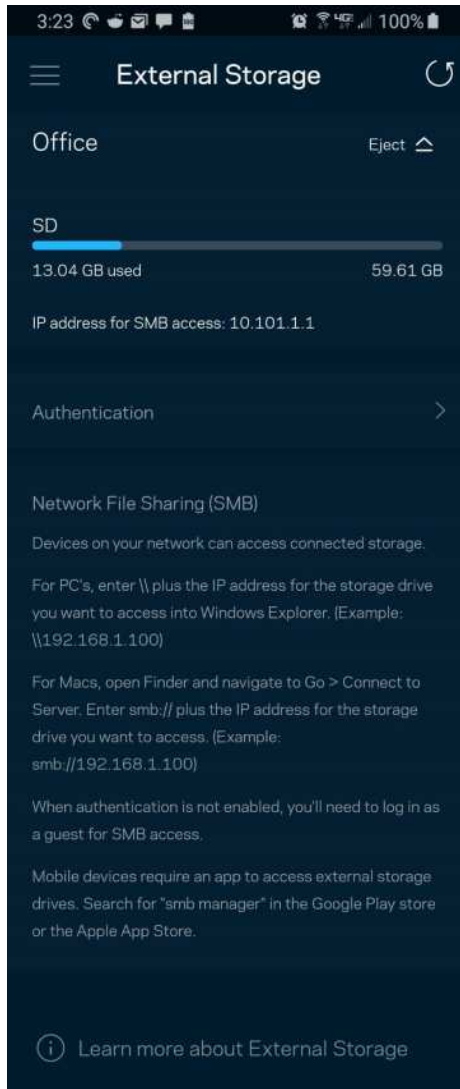 3:23 4G 100%
External Storage
Office Eject
SD
13.04 GB used 59.61 GB
IP address for SMB access: 10.101.1.1
Authentication
Network File Sharing (SMB)
Devices on your network can access connected storage.
For PC's, enter \\ plus the IP address for the storage drive
you want to access into Windows Explorer. (Example:
\\192.168.1.100)
For Macs, open Finder and navigate to Go > Connect to
Server. Enter smb:// plus the IP address for the storage
drive you want to access. (Example:
smb://192.168.1.100)
When authentication is not enabled, you'll need to log in as
a guest for SMB access.
Mobile devices require an app to access external storage
drives. Search for "smb manager" in the Google Play store
or the Apple App Store.
Learn more about External Storage